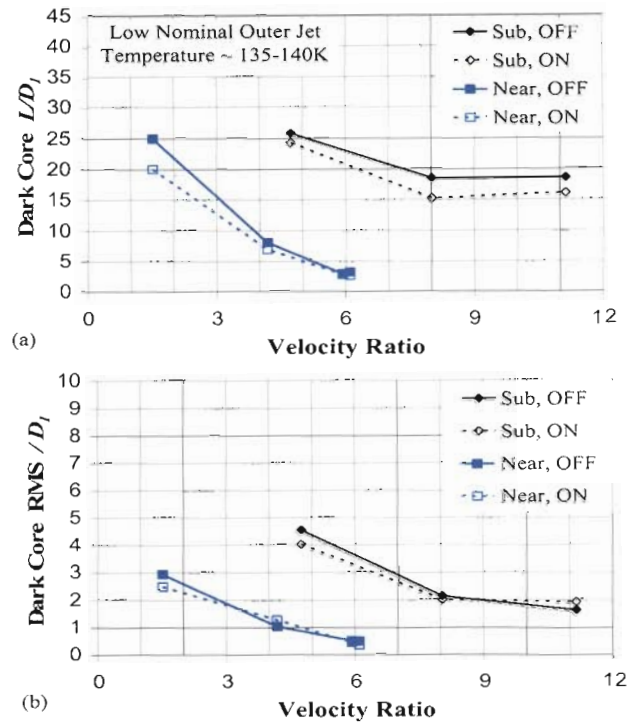 45
40
35
30
25
20
15
10
5
0
Dark Core L/D₁
Low Nominal Outer Jet
Temperature ~ 135-140K
Sub, OFF
Sub, ON
Near, OFF
Near, ON
0 3 6 9 12
(a)
Velocity Ratio
10
9
8
7
6
5
4
3
2
1
0
Dark Core RMS / D₁
Sub, OFF
Sub, ON
Near, OFF
Near, ON
0 3 6 9 12
(b)
Velocity Ratio